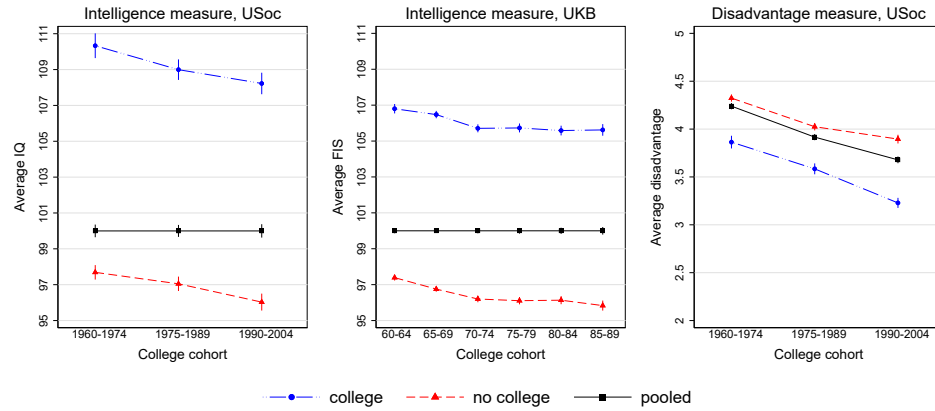 Intelligence measure, USoc
Average IQ
111
109
107
105
103
101
99
97
95
1960-1974 1975-1989 1990-2004
College cohort
Intelligence measure, UKB
Average FIS
111
109
107
105
103
101
99
97
95
60-64 65-69 70-74 75-79 80-84 85-89
College cohort
Disadvantage measure, USoc
Average disadvantage
5
4.5
4
3.5
3
2.5
2
1960-1974 1975-1989 1990-2004
College cohort
college no college pooled